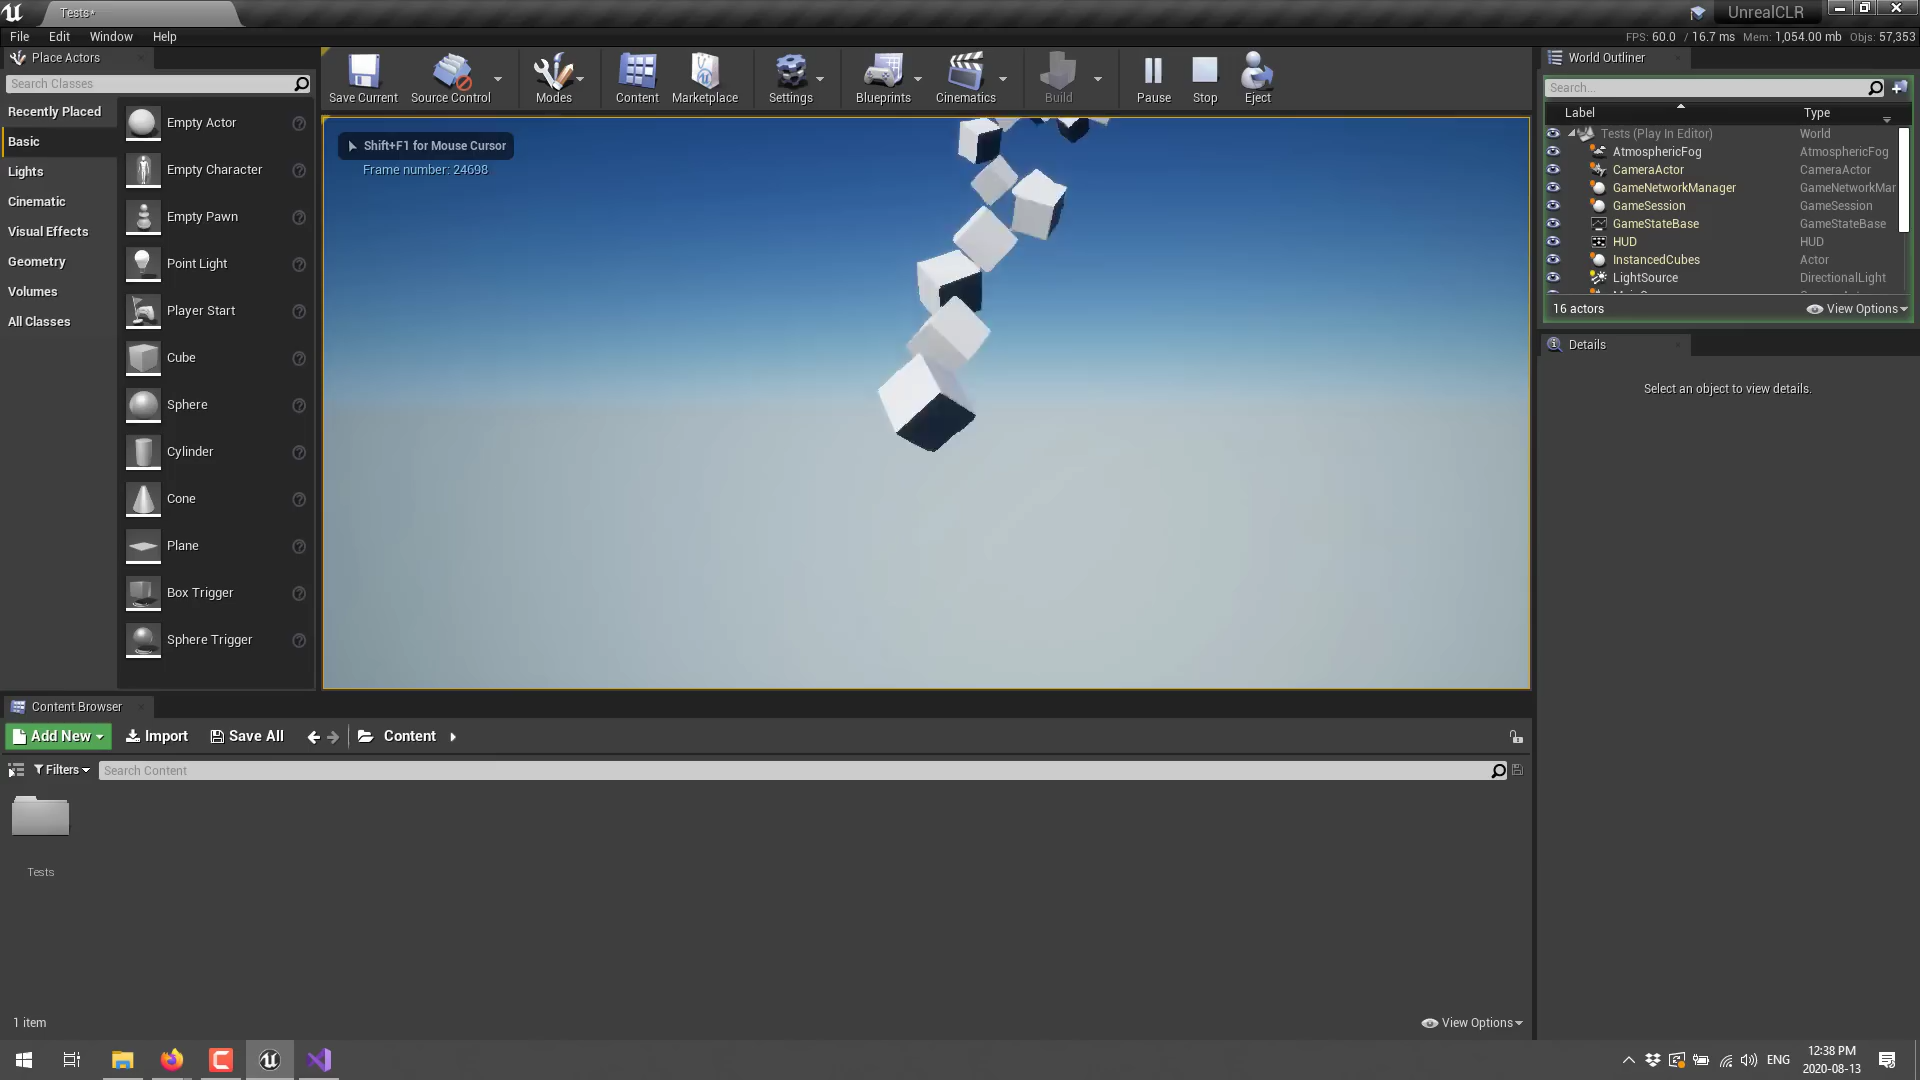 Tests*
UnrealCLR
File Edit Window Help
FPS: 60.0 / 16.7 ms Mem: 1,054.00 mb Objs: 57,353
Place Actors
Search Classes
Recently Placed
Basic
Lights
Cinematic
Visual Effects
Geometry
Volumes
All Classes
Empty Actor
Empty Character
Empty Pawn
Point Light
Player Start
Cube
Sphere
Cylinder
Cone
Plane
Box Trigger
Sphere Trigger
Save Current Source Control Modes Content Marketplace Settings Blueprints Cinematics Build Pause Stop Eject
Shift+F1 for Mouse Cursor
Frame number: 24698
World Outliner
Search...
Label Type
Tests (Play In Editor) World
AtmosphericFog AtmosphericFog
CameraActor CameraActor
GameNetworkManager GameNetworkMar
GameSession GameSession
GameStateBase GameStateBase
HUD HUD
InstancedCubes Actor
LightSource DirectionalLight
16 actors View Options
Details
Select an object to view details.
Content Browser
Add New Import Save All Content
Filters Search Content
Tests
1 item View Options
ENG 12:38 PM
2020-08-13